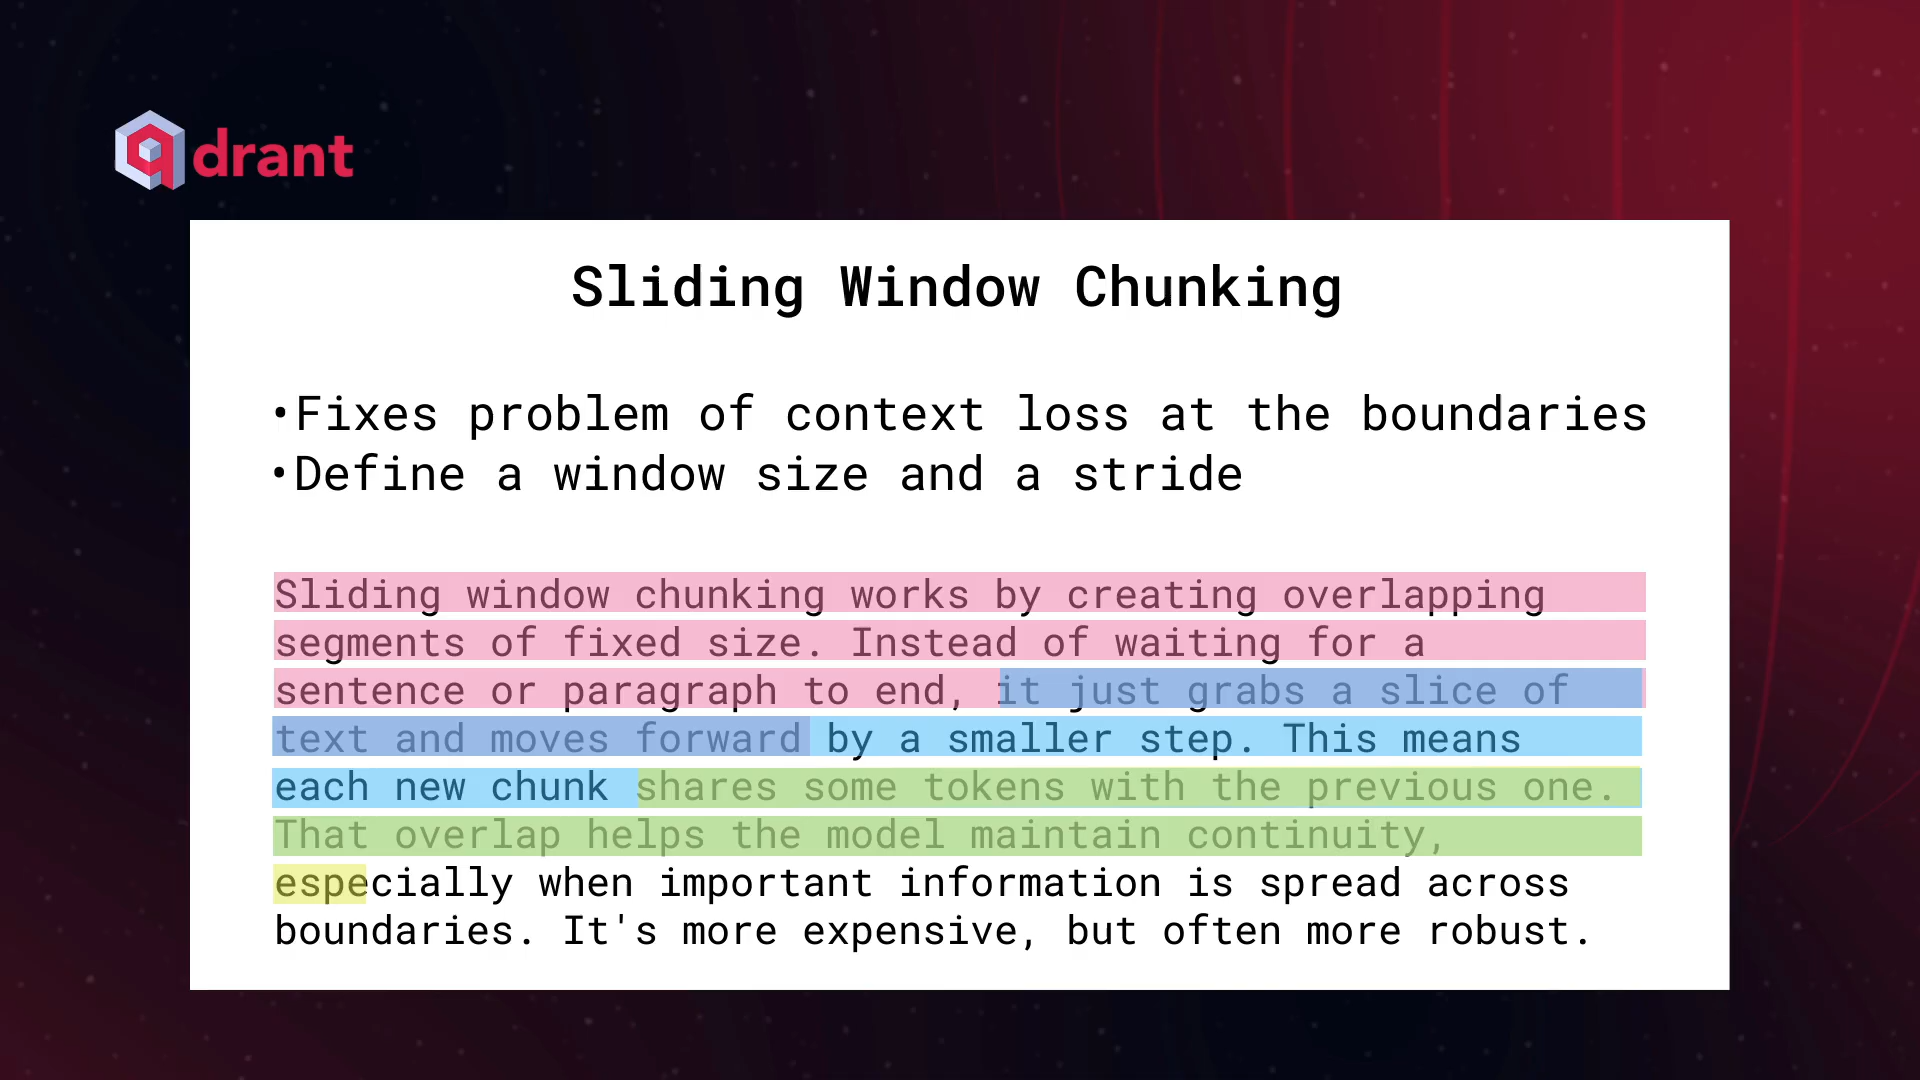 qdrant
Sliding Window Chunking
•Fixes problem of context loss at the boundaries
•Define a window size and a stride
Sliding window chunking works by creating overlapping
segments of fixed size. Instead of waiting for a
sentence or paragraph to end, it just grabs a slice of
text and moves forward by a smaller step. This means
each new chunk shares some tokens with the previous one.
That overlap helps the model maintain continuity,
especially when important information is spread across
boundaries. It's more expensive, but often more robust.